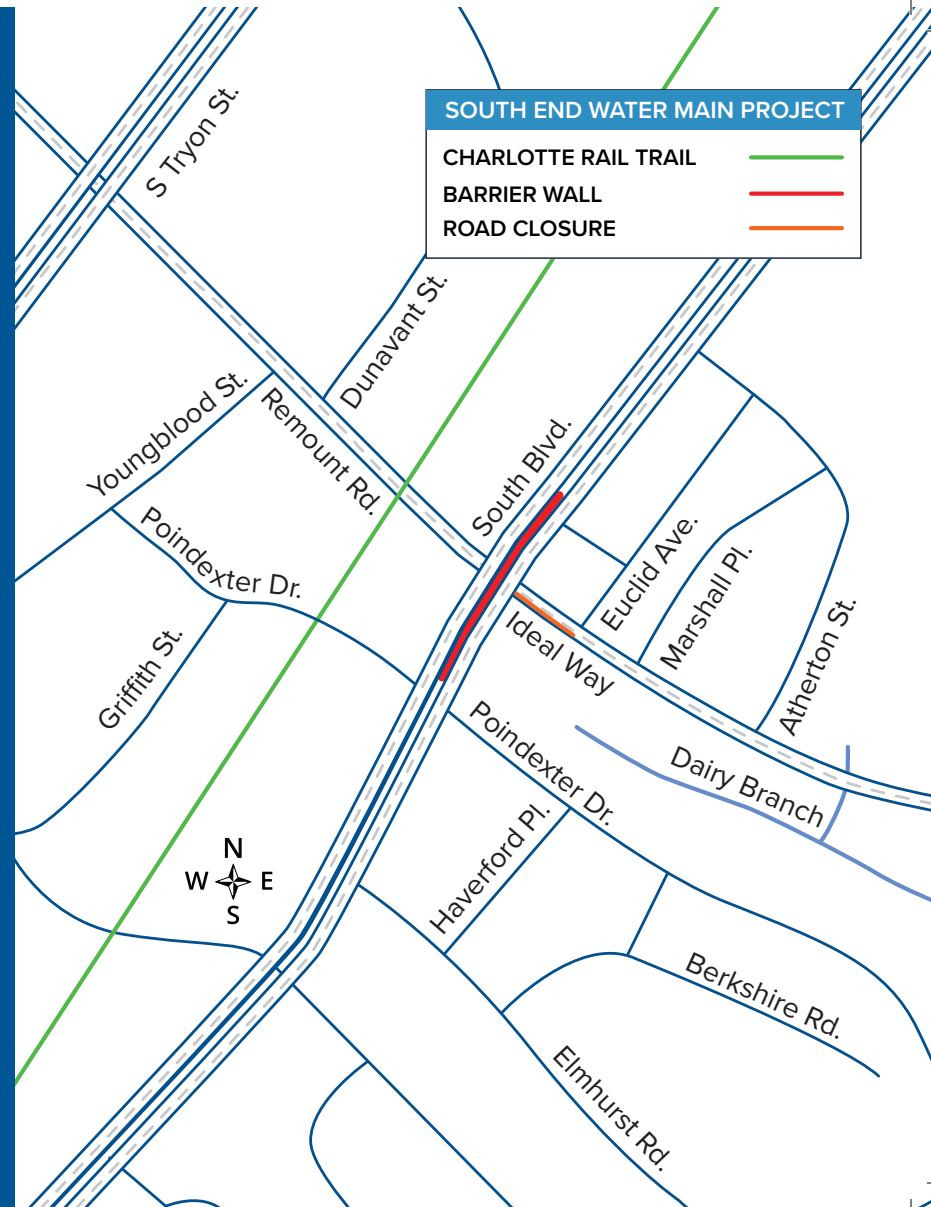 S Tryon St.
SOUTH END WATER MAIN PROJECT
CHARLOTTE RAIL TRAIL
BARRIER WALL
ROAD CLOSURE
Dunavant St.
Youngblood St.
Remount Rd.
South Blvd.
Poindexter Dr.
Euclid Ave.
Marshall Pl.
Ideal Way
Atherton St.
Griffith St.
Poindexter Dr.
Dairy Branch
Haverford Pl.
N
W E
S
Berkshire Rd.
Elmhurst Rd.